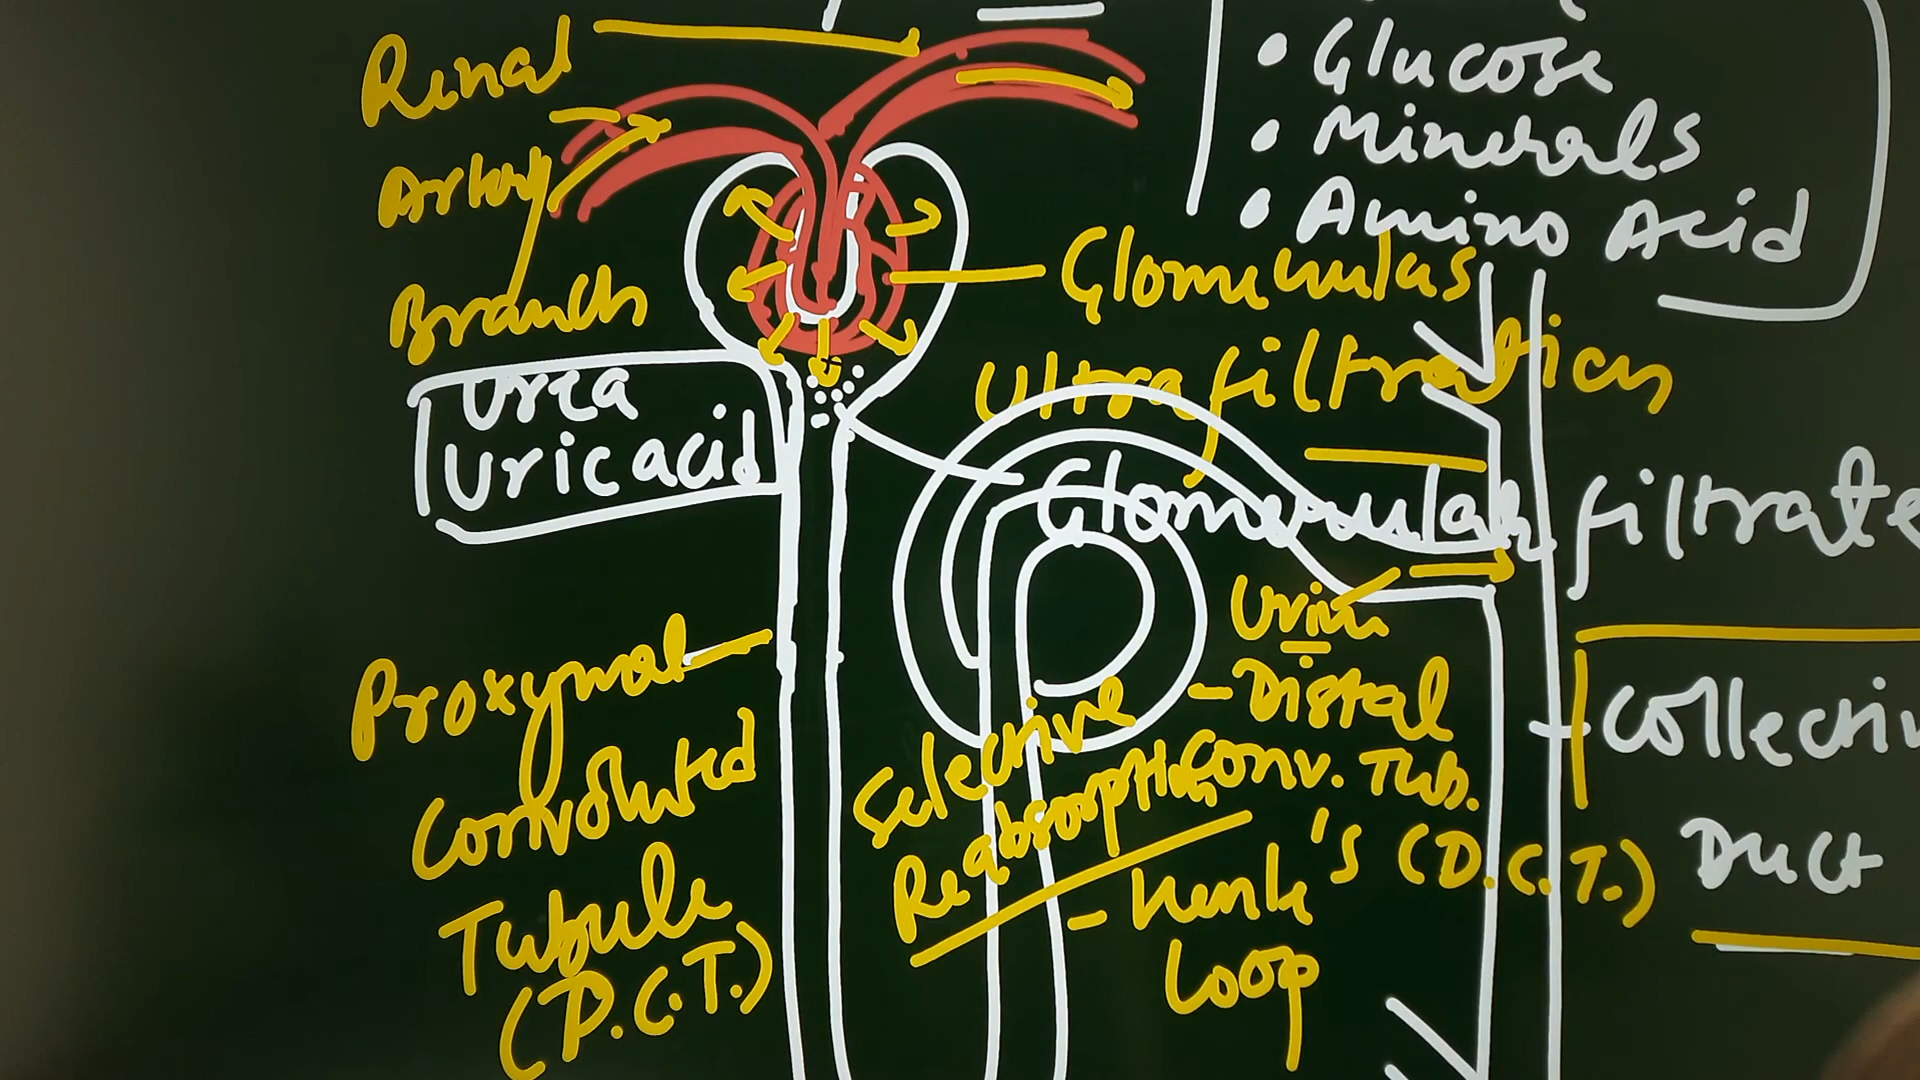 Renal
Artery
Branch
• Glucose
• Minerals
• Amino Acid
Glomerulus
Ultrafiltration
Urea
Uric acid
Glomerular filtrate
Proxymal
Convoluted
Tubule
(P.C.T.)
Selective
Reabsorption
Urine
- Distal
Conv. Tub.
(D.C.T.)
- Henle's
Loop
Duct